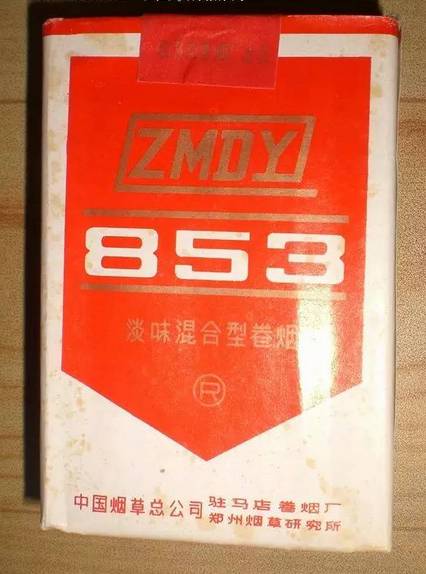 ZMDY
853
淡味混合型卷烟
R
中国烟草总公司 驻马店卷烟厂
郑州烟草研究所